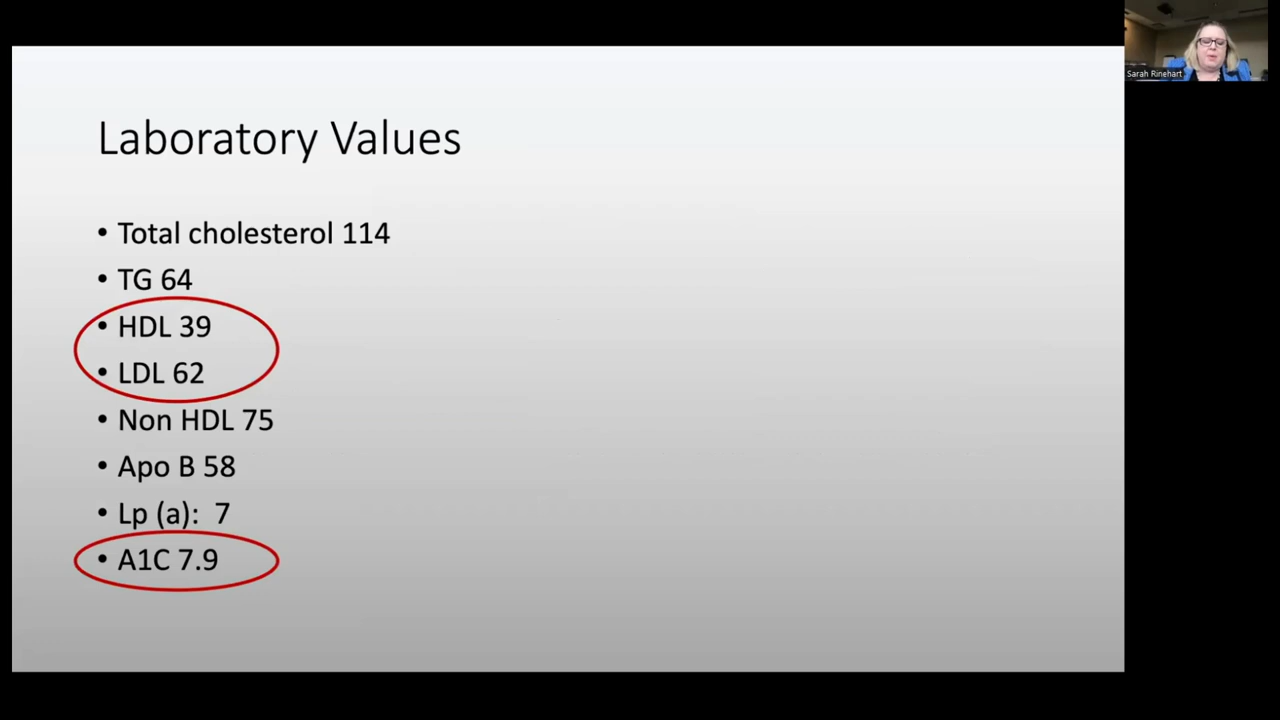 Sarah Rinehart
Laboratory Values
• Total cholesterol 114
• TG 64
• HDL 39
• LDL 62
• Non HDL 75
• Apo B 58
• Lp (a):  7
• A1C 7.9